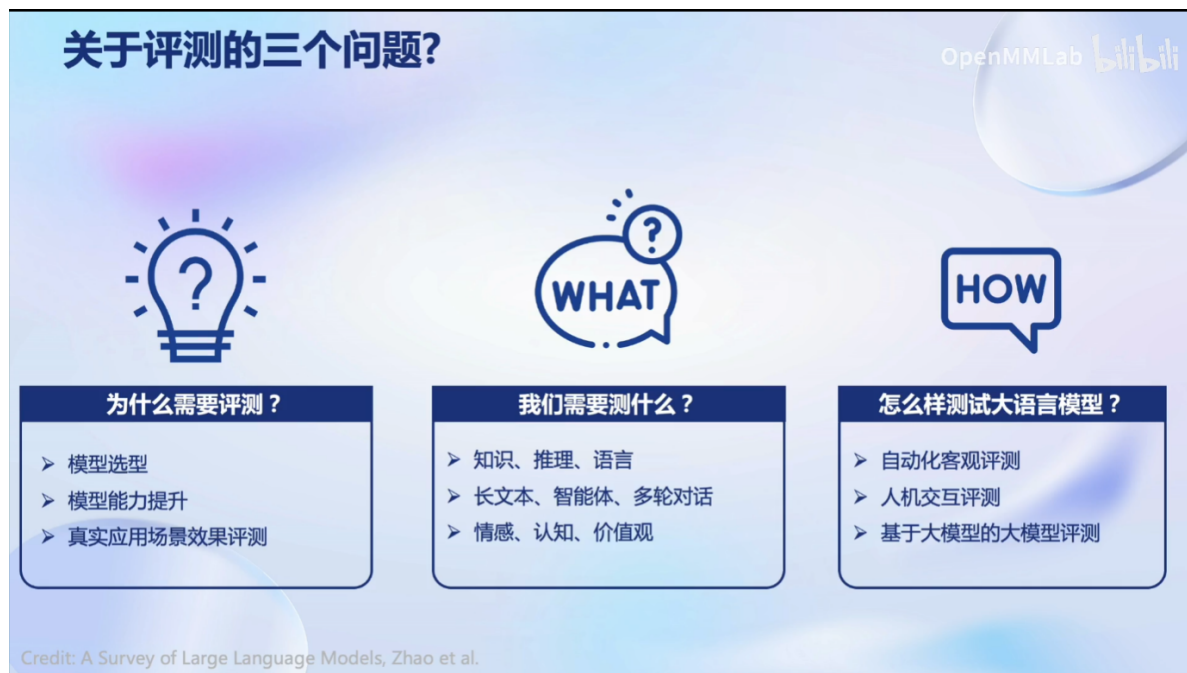 关于评测的三个问题?
OpenMMLab bilibili
?
?
WHAT
HOW
为什么需要评测？
模型选型
模型能力提升
真实应用场景效果评测
我们需要测什么？
知识、推理、语言
长文本、智能体、多轮对话
情感、认知、价值观
怎么样测试大语言模型？
自动化客观评测
人机交互评测
基于大模型的大模型评测
Credit: A Survey of Large Language Models, Zhao et al.